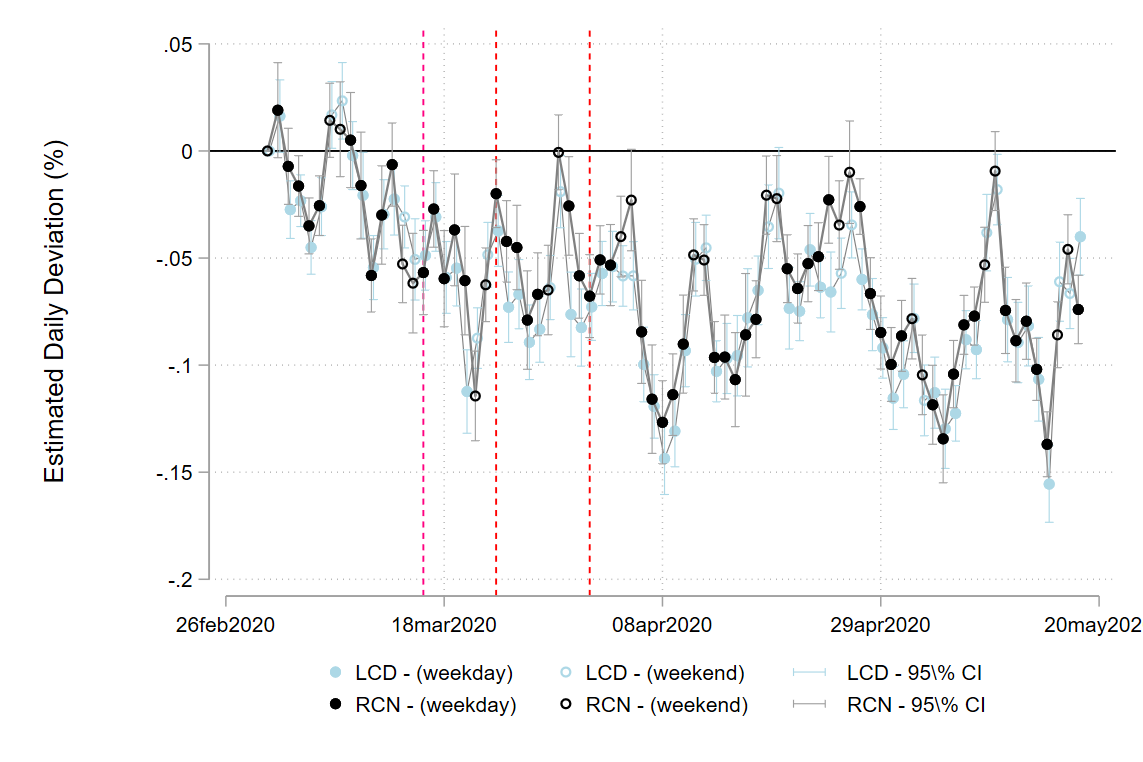 Estimated Daily Deviation (%)
.05
0
-.05
-.1
-.15
-.2
26feb2020 18mar2020 08apr2020 29apr2020 20may202
LCD - (weekday) LCD - (weekend) LCD - 95\% CI
RCN - (weekday) RCN - (weekend) RCN - 95\% CI